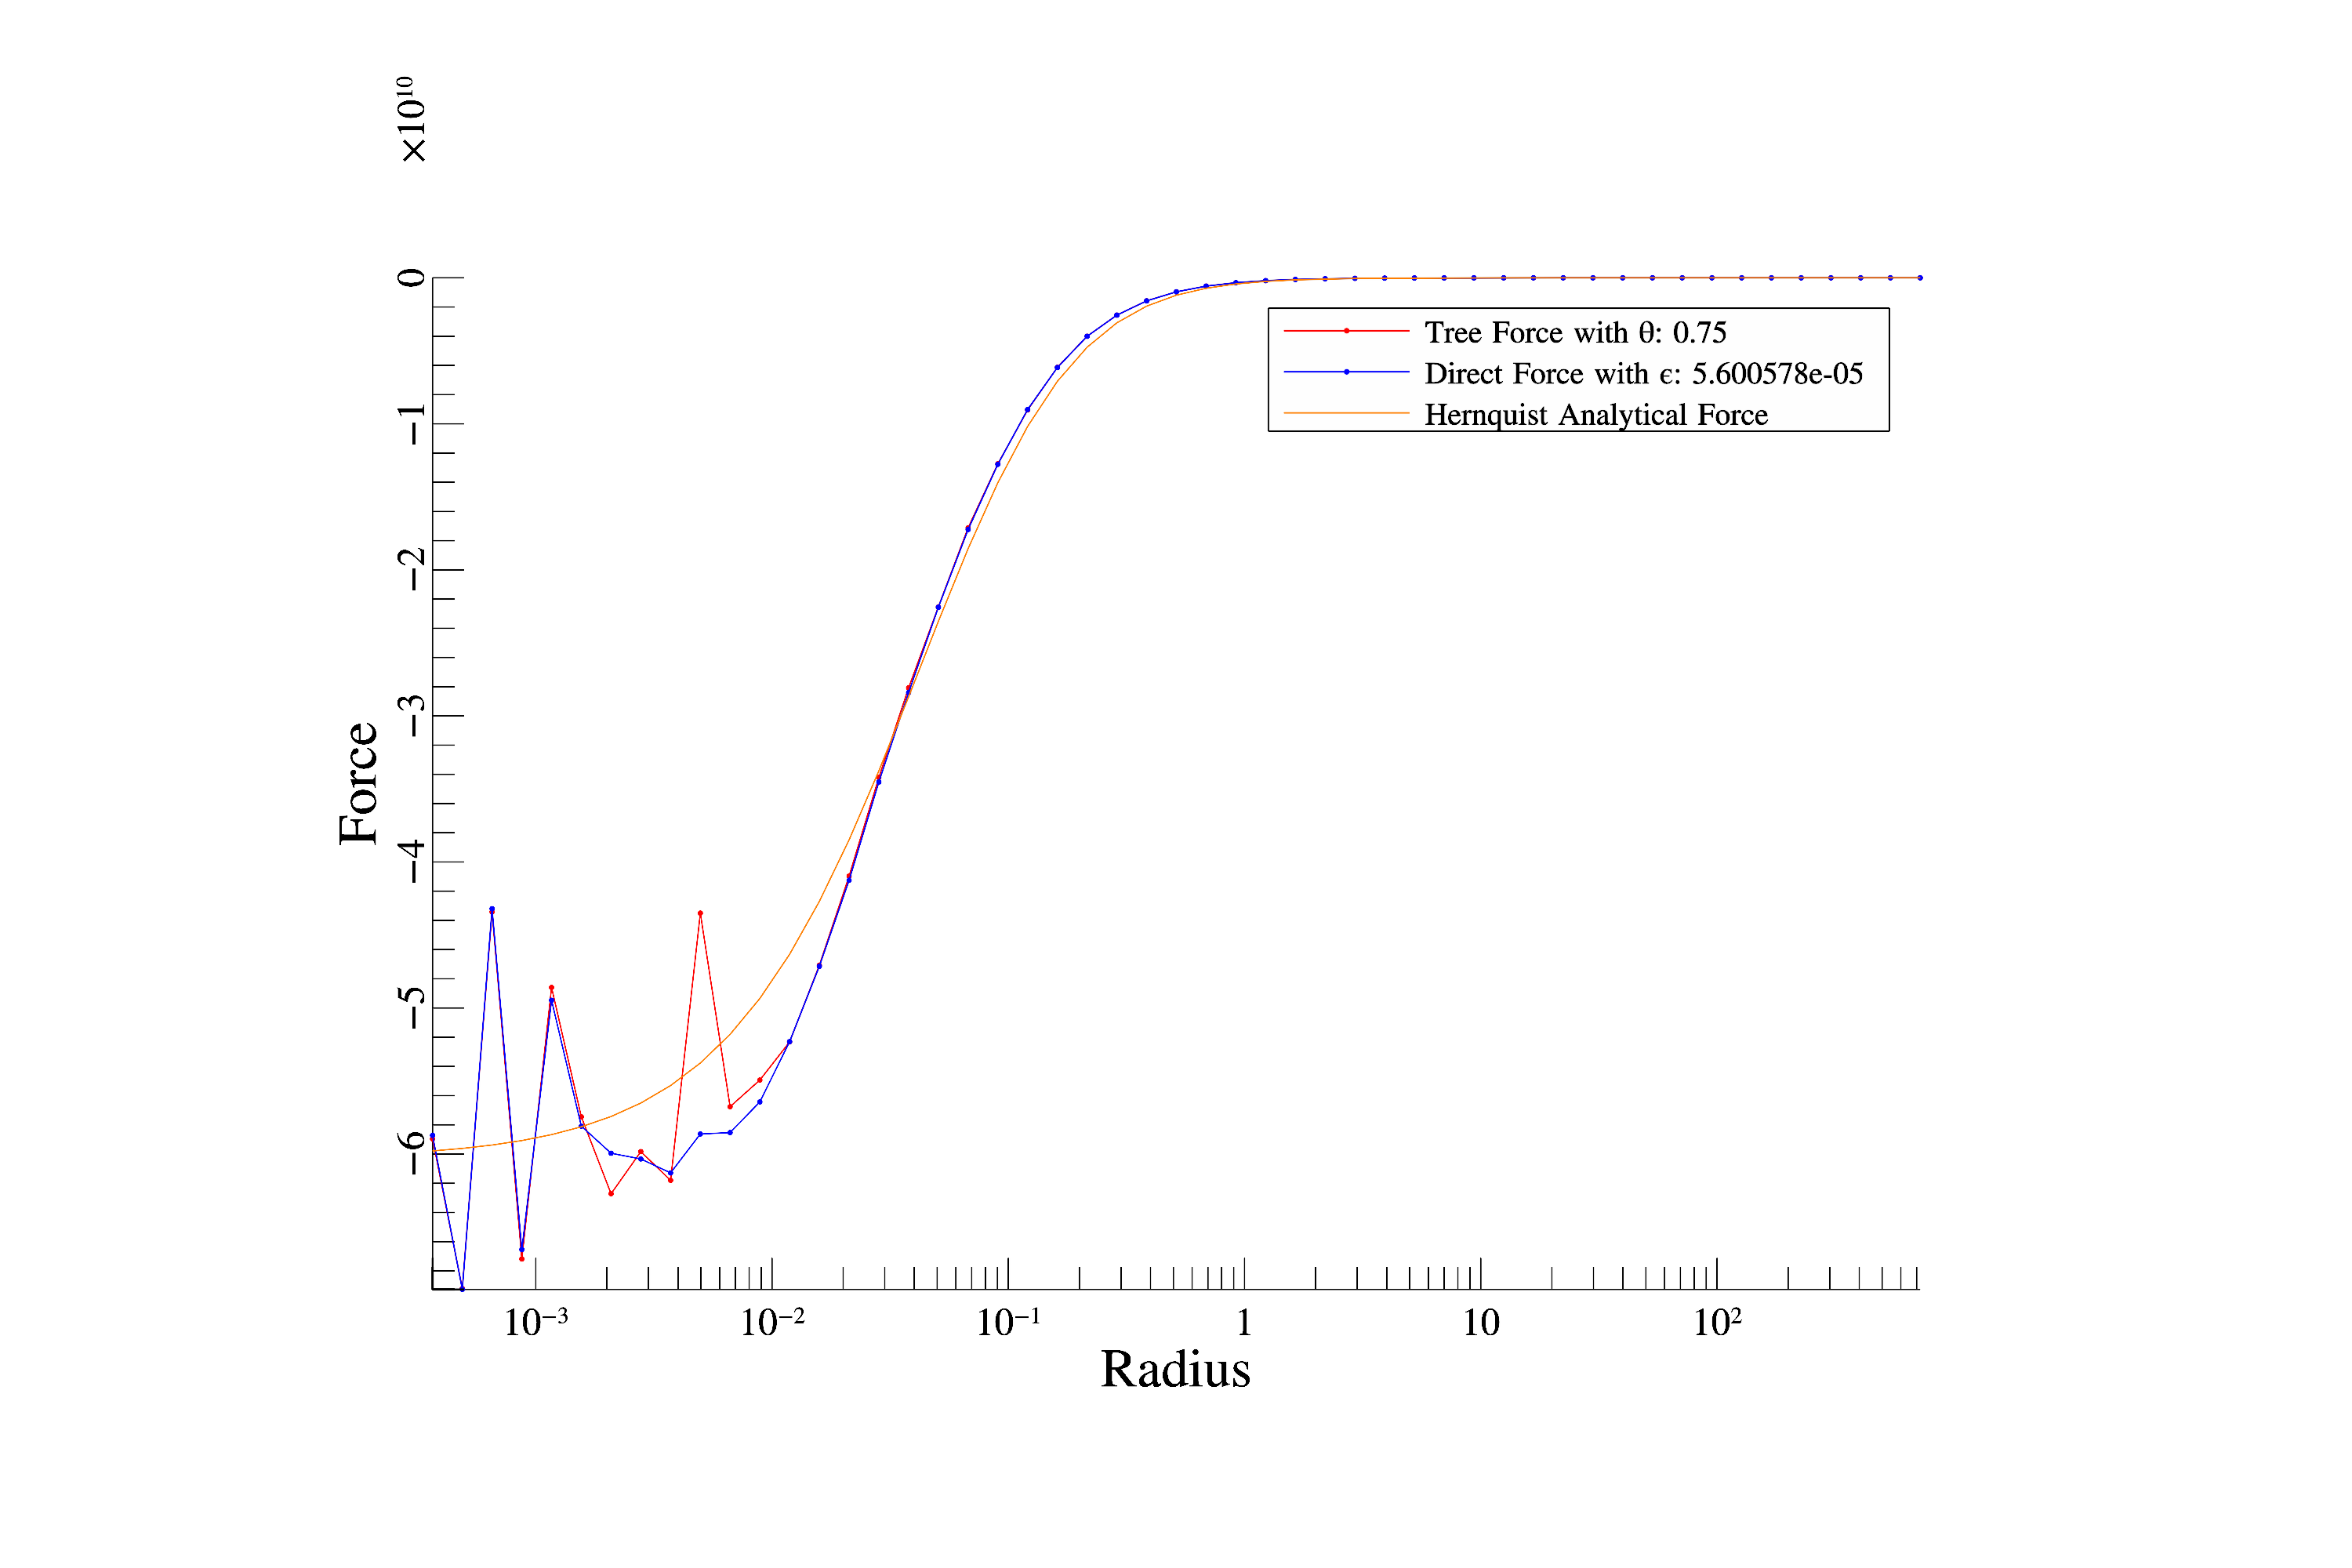 ×10¹⁰
0
−1
−2
−3
−4
−5
−6
Force
Tree Force with θ: 0.75
Direct Force with ϵ: 5.600578e-05
Hernquist Analytical Force
10⁻³ 10⁻² 10⁻¹ 1 10 10²
Radius